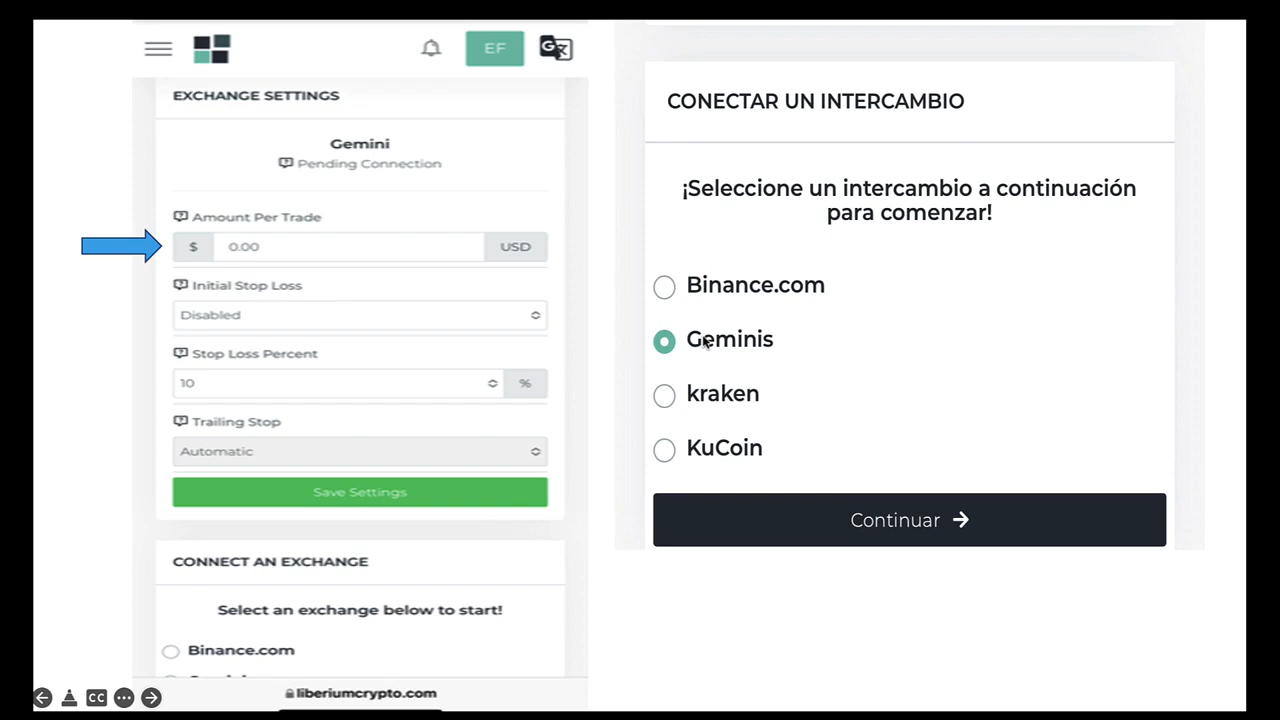 EF
EXCHANGE SETTINGS
Gemini
Pending Connection
Amount Per Trade
$ 0.00 USD
Initial Stop Loss
Disabled
Stop Loss Percent
10 %
Trailing Stop
Automatic
Save Settings
CONNECT AN EXCHANGE
Select an exchange below to start!
Binance.com
liberiumcrypto.com
CC
CONECTAR UN INTERCAMBIO
¡Seleccione un intercambio a continuación
para comenzar!
Binance.com
Geminis
kraken
KuCoin
Continuar